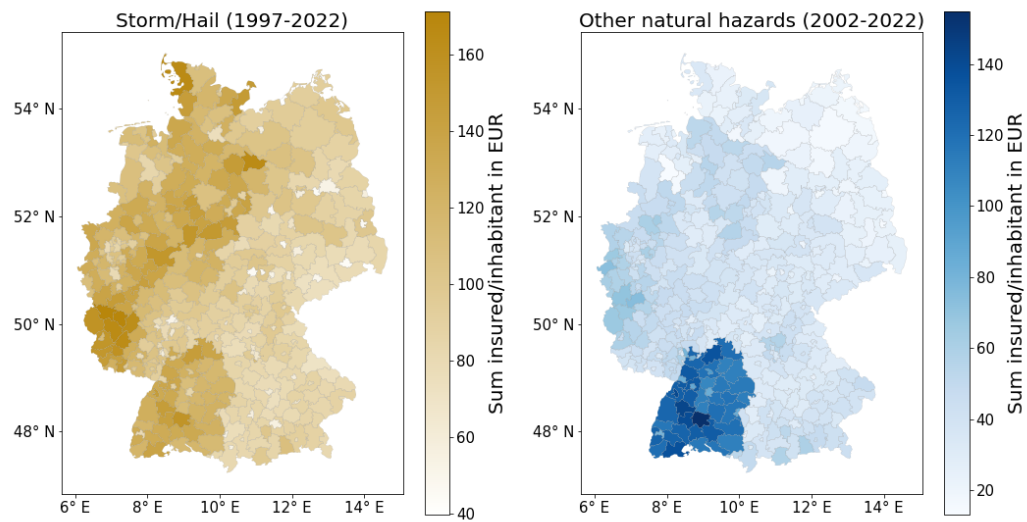 Storm/Hail (1997-2022)
54° N
52° N
50° N
48° N
6° E
8° E
10° E
12° E
14° E
160
140
120
100
80
60
40
Sum insured/inhabitant in EUR
Other natural hazards (2002-2022)
54° N
52° N
50° N
48° N
6° E
8° E
10° E
12° E
14° E
140
120
100
80
60
40
20
Sum insured/inhabitant in EUR